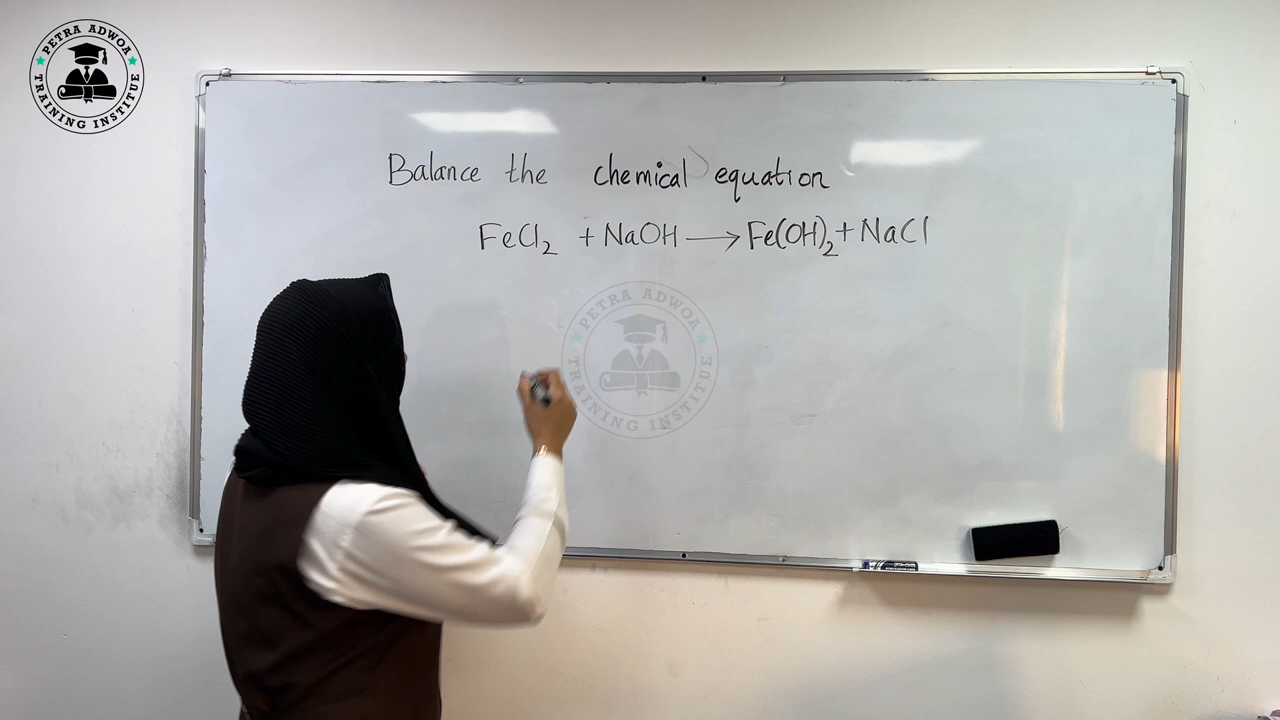 PETRA ADWOA
TRAINING INSTITUTE
Balance the chemical equation
FeCl₂ + NaOH ⟶ Fe(OH)₂ + NaCl
PETRA ADWOA
TRAINING INSTITUTE